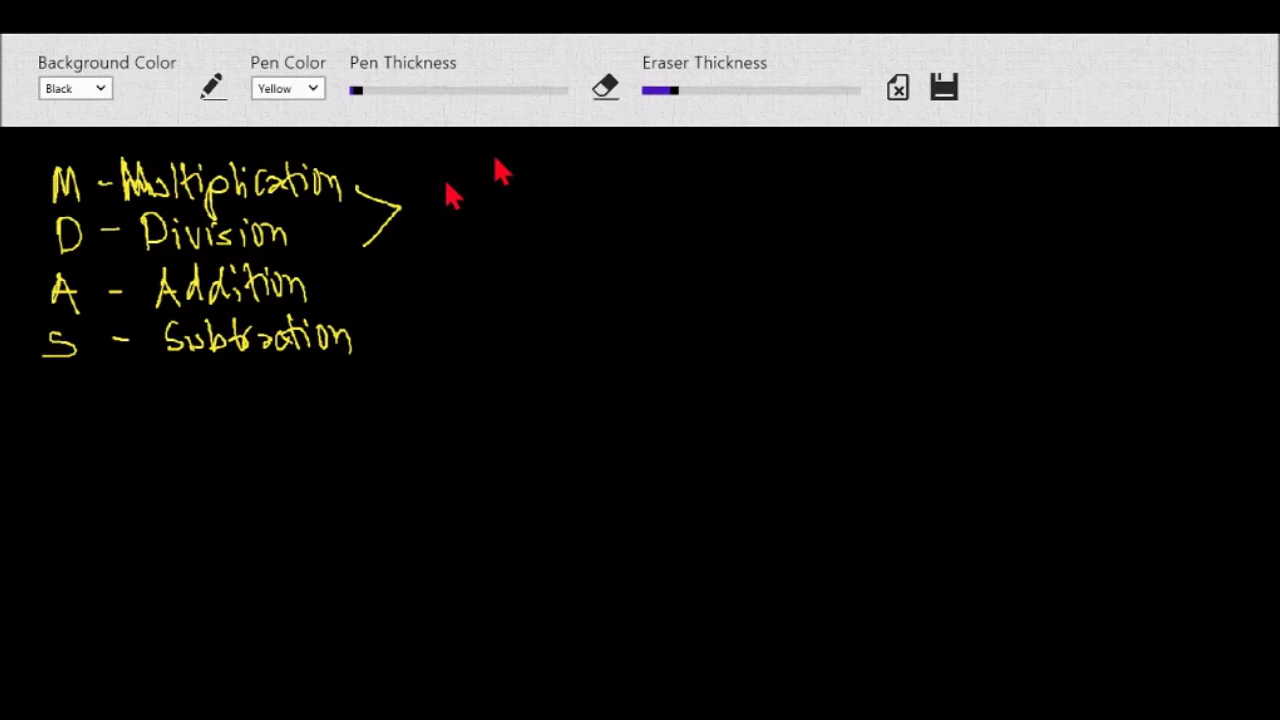 Background Color Pen Color Pen Thickness Eraser Thickness
Black Yellow
M - Multiplication
D - Division
A - Addition
S - Subtraction